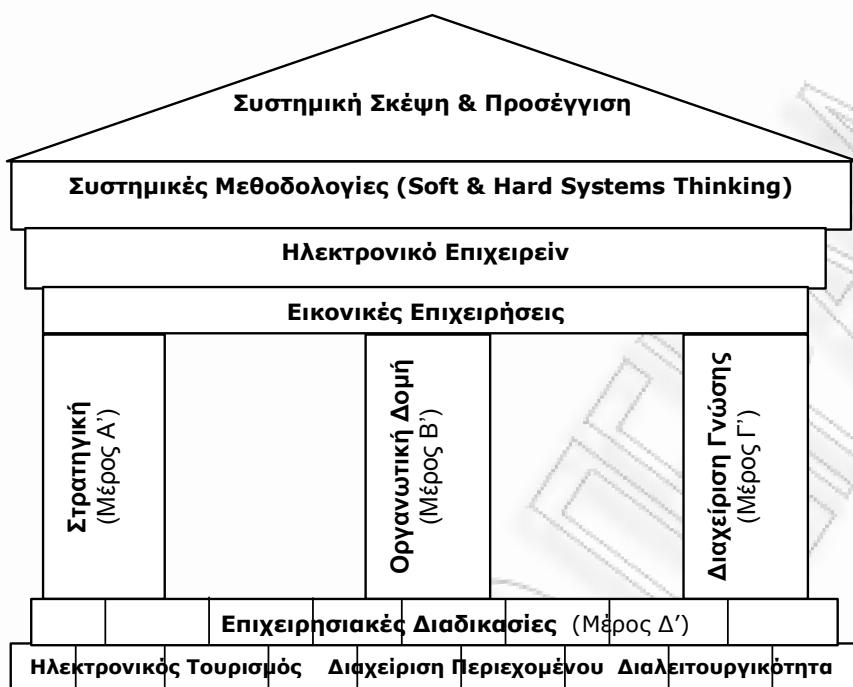 Συστημική Σκέψη & Προσέγγιση
Συστημικές Μεθοδολογίες (Soft & Hard Systems Thinking)
Ηλεκτρονικό Επιχειρείν
Εικονικές Επιχειρήσεις
Στρατηγική
(Μέρος Α’)
Οργανωτική Δομή
(Μέρος Β’)
Διαχείριση Γνώσης
(Μέρος Γ’)
Επιχειρησιακές Διαδικασίες (Μέρος Δ’)
Ηλεκτρονικός Τουρισμός Διαχείριση Περιεχομένου Διαλειτουργικότητα